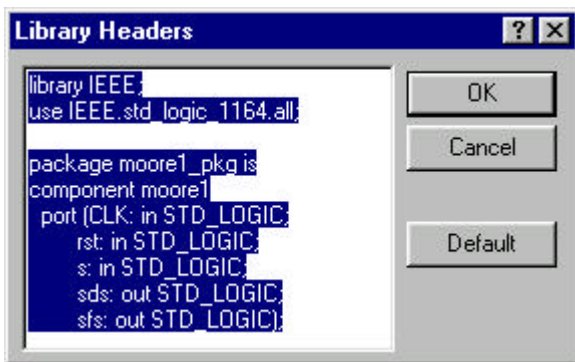 Library Headers
? X
library IEEE;
use IEEE.std_logic_1164.all;
package moore1_pkg is
component moore1
port (CLK: in STD_LOGIC;
rst: in STD_LOGIC;
s: in STD_LOGIC;
sds: out STD_LOGIC;
sfs: out STD_LOGIC);
OK
Cancel
Default